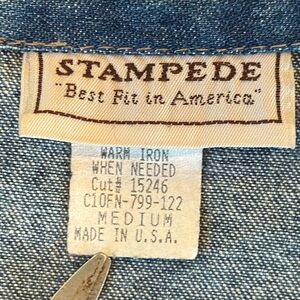 STAMPEDE
"Best Fit in America"
WARM IRON
WHEN NEEDED
Cut# 15246
C10FN-799-122
MEDIUM
MADE IN U.S.A.